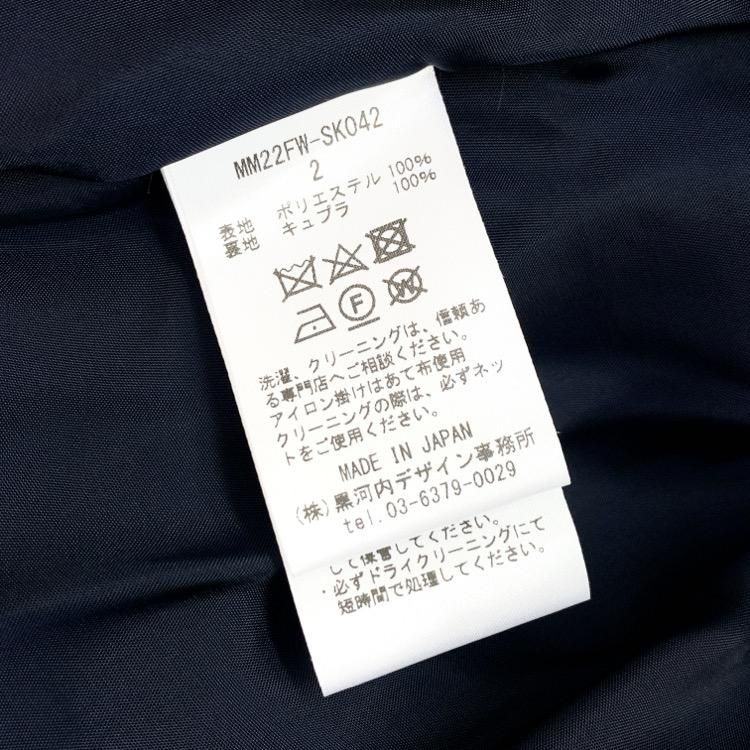 MM22FW-SK042
2
表地 ポリエステル 100%
裏地 キュプラ 100%
F
W
洗濯、クリーニングは、信頼あ
る専門店へご相談ください。
アイロン掛けはあて布使用
クリーニングの際は、必ずネッ
トをご使用ください。
MADE IN JAPAN
(株)黒河内デザイン事務所
tel.03-6379-0029
して保管してください。
・必ずドライクリーニングにて
短時間で処理してください。